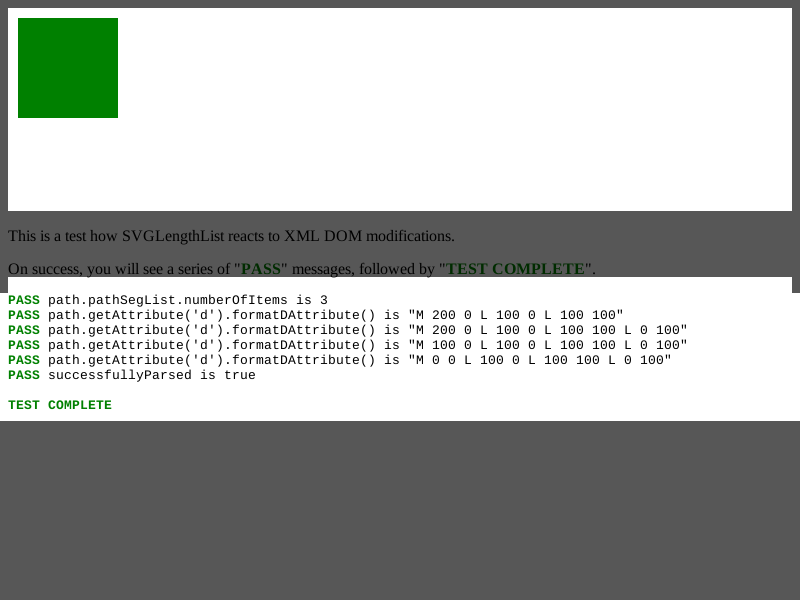 This is a test how SVGLengthList reacts to XML DOM modifications.
On success, you will see a series of "PASS" messages, followed by "TEST COMPLETE".
PASS path.pathSegList.numberOfItems is 3
PASS path.getAttribute('d').formatDAttribute() is "M 200 0 L 100 0 L 100 100"
PASS path.getAttribute('d').formatDAttribute() is "M 200 0 L 100 0 L 100 100 L 0 100"
PASS path.getAttribute('d').formatDAttribute() is "M 100 0 L 100 0 L 100 100 L 0 100"
PASS path.getAttribute('d').formatDAttribute() is "M 0 0 L 100 0 L 100 100 L 0 100"
PASS successfullyParsed is true
TEST COMPLETE